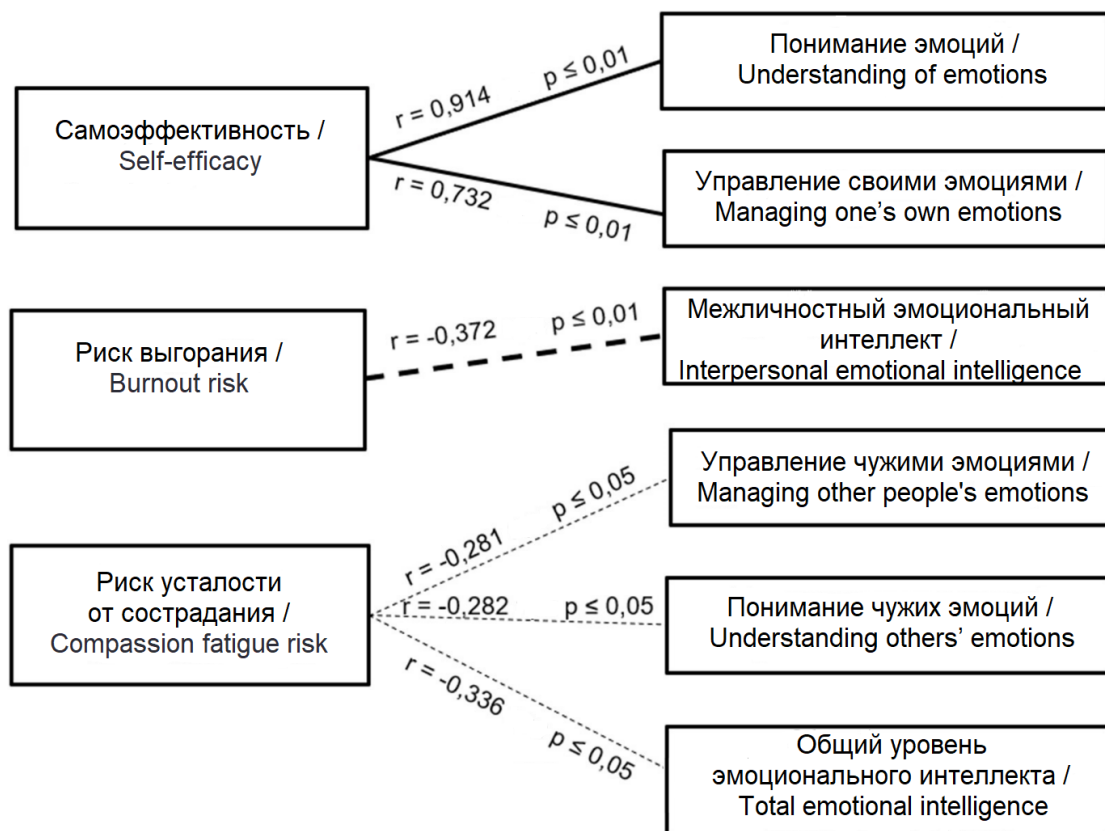 Самоэффективность /
Self-efficacy
r = 0,914
p ≤ 0,01
Понимание эмоций /
Understanding of emotions
r = 0,732
p ≤ 0,01
Управление своими эмоциями /
Managing one’s own emotions
Риск выгорания /
Burnout risk
r = -0,372
p ≤ 0,01
Межличностный эмоциональный
интеллект /
Interpersonal emotional intelligence
Риск усталости
от сострадания /
Compassion fatigue risk
r = -0,281
p ≤ 0,05
Управление чужими эмоциями /
Managing other people's emotions
r = -0,282
p ≤ 0,05
Понимание чужих эмоций /
Understanding others’ emotions
r = -0,336
p ≤ 0,05
Общий уровень
эмоционального интеллекта /
Total emotional intelligence